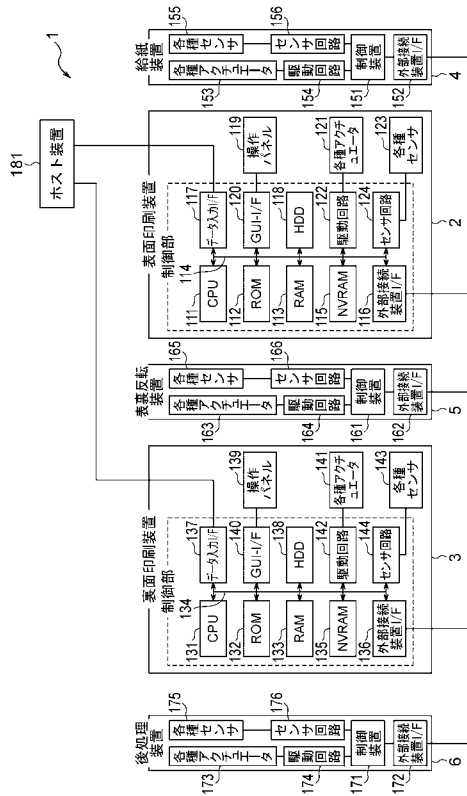 1
181
ホスト装置
後処理
装置
175
各種
センサ
176
センサ
回路
173
各種
アクチュエータ
174
駆動
回路
171
制御
装置
172
外部接続
装置I/F
6
裏面印刷装置
制御部
134
131
CPU
137
データ入力I/F
132
ROM
140
GUI-I/F
139
操作
パネル
133
RAM
138
HDD
135
NVRAM
142
駆動回路
141
各種アクチ
ュエータ
136
外部接続
装置I/F
144
センサ回路
143
各種
センサ
3
表裏反転
装置
165
各種
センサ
166
センサ
回路
163
各種
アクチュエータ
164
駆動
回路
161
制御
装置
162
外部接続
装置I/F
5
表面印刷装置
制御部
114
111
CPU
117
データ入力I/F
112
ROM
120
GUI-I/F
119
操作
パネル
113
RAM
118
HDD
115
NVRAM
122
駆動回路
121
各種アクチ
ュエータ
116
外部接続
装置I/F
124
センサ回路
123
各種
センサ
2
給紙
装置
155
各種
センサ
156
センサ
回路
153
各種
アクチュエータ
154
駆動
回路
151
制御
装置
152
外部接続
装置I/F
4